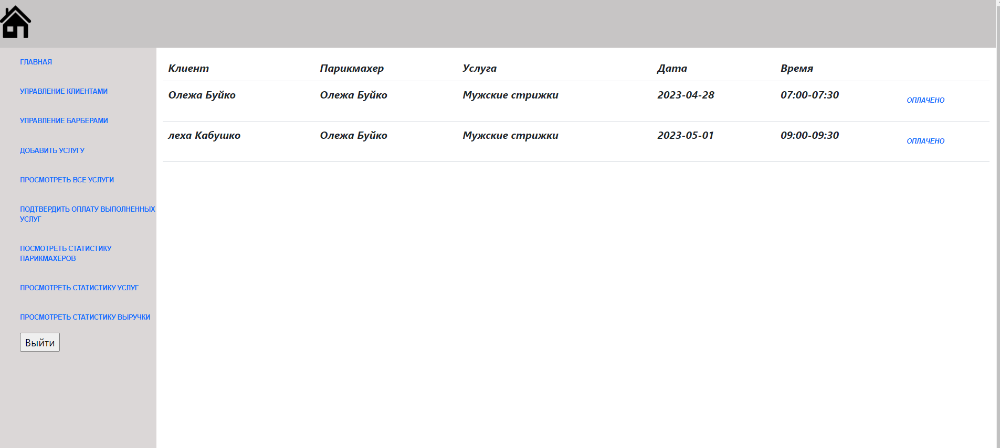 ГЛАВНАЯ
УПРАВЛЕНИЕ КЛИЕНТАМИ
УПРАВЛЕНИЕ БАРБЕРАМИ
ДОБАВИТЬ УСЛУГУ
ПРОСМОТРЕТЬ ВСЕ УСЛУГИ
ПОДТВЕРДИТЬ ОПЛАТУ ВЫПОЛНЕННЫХ
УСЛУГ
ПОСМОТРЕТЬ СТАТИСТИКУ
ПАРИКМАХЕРОВ
ПРОСМОТРЕТЬ СТАТИСТИКУ УСЛУГ
ПРОСМОТРЕТЬ СТАТИСТИКУ ВЫРУЧКИ
Выйти
Клиент Парикмахер Услуга Дата Время
Олежа Буйко Олежа Буйко Мужские стрижки 2023-04-28 07:00-07:30 ОПЛАЧЕНО
леха Кабушко Олежа Буйко Мужские стрижки 2023-05-01 09:00-09:30 ОПЛАЧЕНО